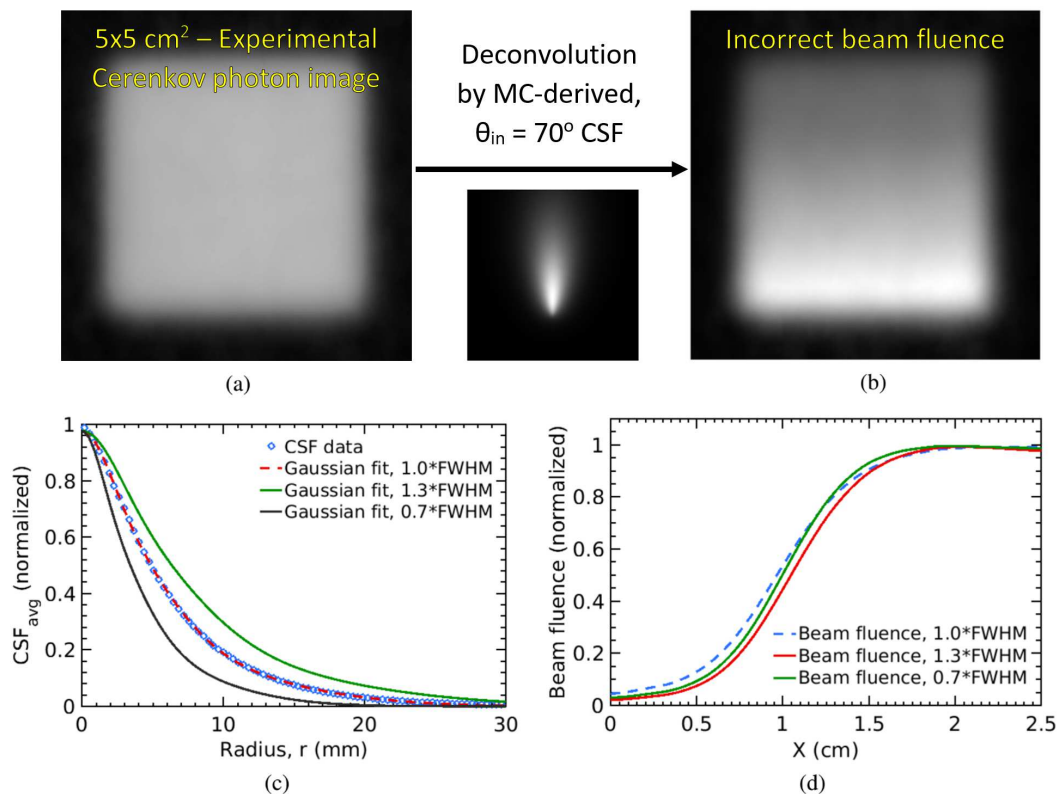 5x5 cm² – Experimental
Cerenkov photon image
Deconvolution
by MC-derived,
θin = 70° CSF
Incorrect beam fluence
(a)
(b)
CSFavg (normalized)
1
0.8
0.6
0.4
0.2
0
CSF data
Gaussian fit, 1.0*FWHM
Gaussian fit, 1.3*FWHM
Gaussian fit, 0.7*FWHM
0
10
20
30
Radius, r (mm)
(c)
Beam fluence (normalized)
1
0.8
0.6
0.4
0.2
0
Beam fluence, 1.0*FWHM
Beam fluence, 1.3*FWHM
Beam fluence, 0.7*FWHM
0
0.5
1
1.5
2
2.5
X (cm)
(d)